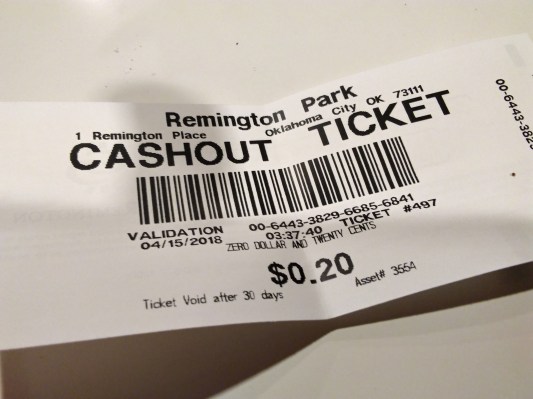 Remington Park
1 Remington Place Oklahoma City OK 73111
CASHOUT TICKET
VALIDATION 00-6443-3829-6685-6841
04/15/2018 03:37:40 TICKET #497
ZERO DOLLAR AND TWENTY CENTS
$0.20
Ticket Void after 30 days Asset# 3554
00-6443-382